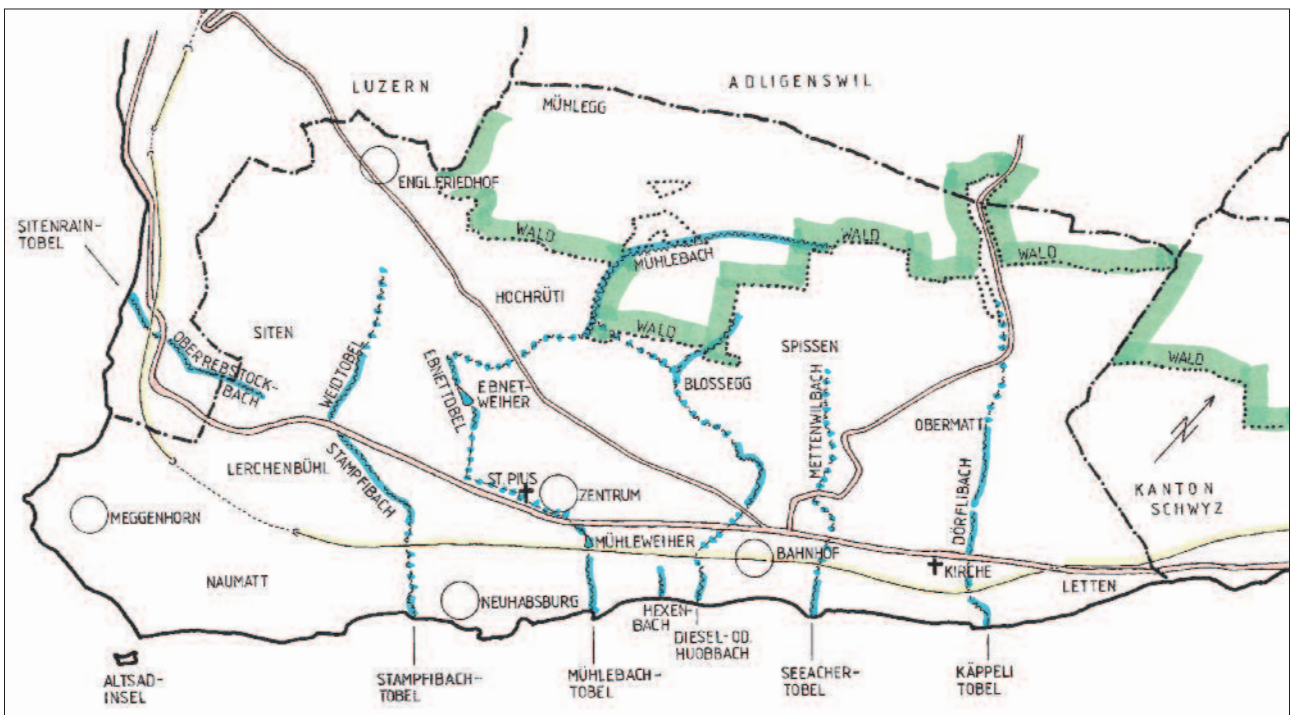 LUZERN
ADLIGENSWIL
MÜHLEGG
ENGL. FRIEDHOF
SITENRAIN-
TOBEL
WALD
MÜHLEBACH
WALD
WALD
HOCHRÜTI
SITEN
OBERREBSTOCK-
BACH
WEIDTOBEL
EBNETTOBEL
EBNET-
WEIHER
WALD
SPISSEN
BLOSSEGG
METTENWILBACH
OBERMATT
WALD
KANTON
SCHWYZ
LERCHENBÜHL
STAMPFIBACH
ST. PIUS
ZENTRUM
MEGGENHORN
MÜHLEWEIHER
BAHNHOF
DÖRFLIBACH
KIRCHE
LETTEN
NAUMATT
NEUHABSBURG
HEXEN-
BACH
DIESEL-OD.
HUOBBACH
ALTSAD-
INSEL
STAMPFIBACH-
TOBEL
MÜHLEBACH-
TOBEL
SEEACHER-
TOBEL
KÄPPELI
TOBEL